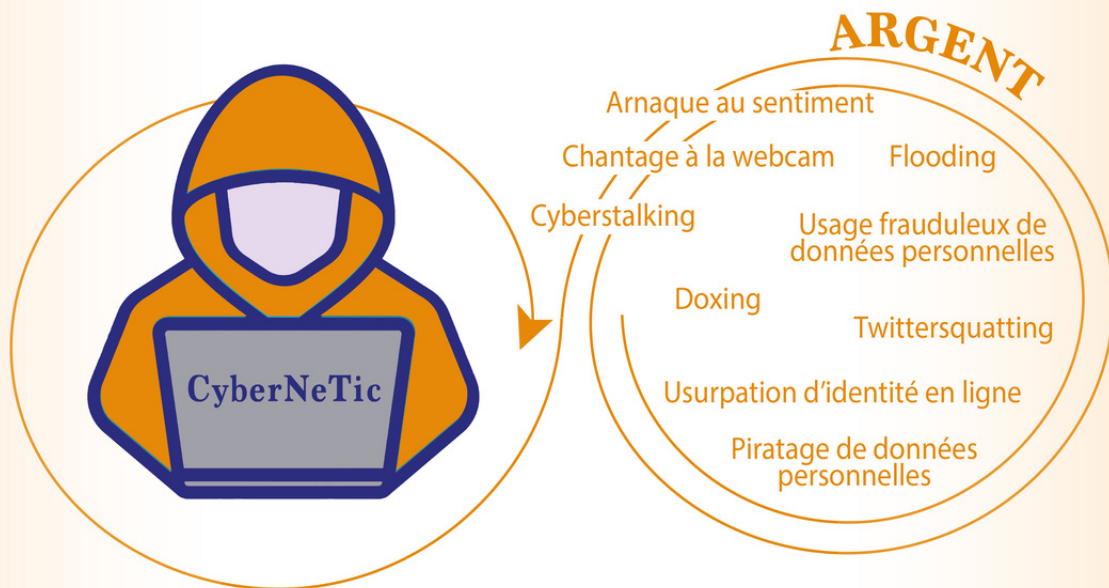 ARGENT
Arnaque au sentiment
Chantage à la webcam
Flooding
Cyberstalking
Usage frauduleux de
données personnelles
Doxing
Twittersquatting
CyberNeTic
Usurpation d'identité en ligne
Piratage de données
personnelles